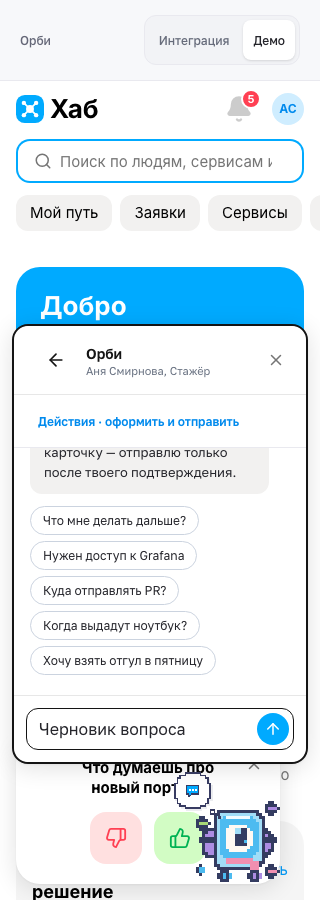 Орби
Интеграция
Демо
Хаб
5
АС
Поиск по людям, сервисам и
Мой путь
Заявки
Сервисы
Добро
Орби
Аня Смирнова, Стажёр
Действия · оформить и отправить
карточку — отправлю только
после твоего подтверждения.
Что мне делать дальше?
Нужен доступ к Grafana
Куда отправлять PR?
Когда выдадут ноутбук?
Хочу взять отгул в пятницу
Черновик вопроса
Что думаешь про
новый
решение